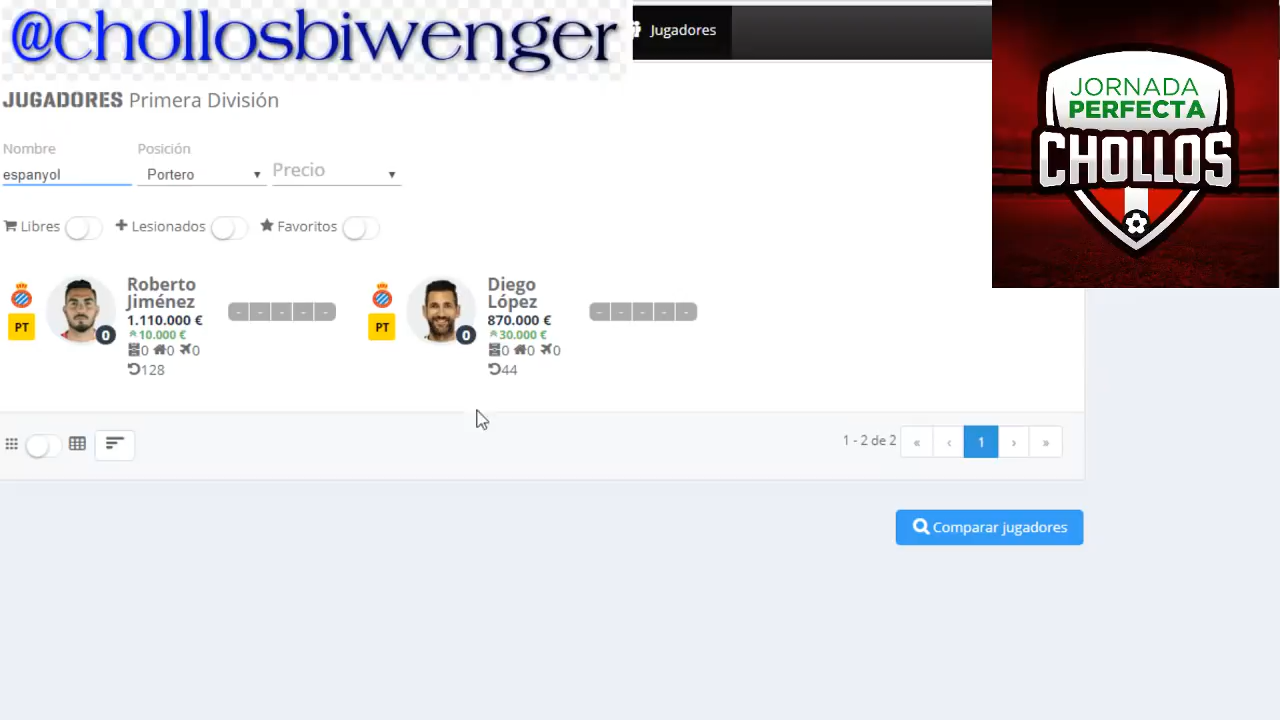 @chollosbiwenger
Jugadores
JORNADA
PERFECTA
CHOLLOS
JUGADORES Primera División
Nombre
Posición
espanyol
Portero
Precio
Libres
Lesionados
Favoritos
PT
0
Roberto
Jiménez
1.110.000 €
10.000 €
0 0 0
128
- - - - -
PT
0
Diego
López
870.000 €
30.000 €
0 0 0
44
- - - - -
1 - 2 de 2 « ‹ 1 › »
Comparar jugadores